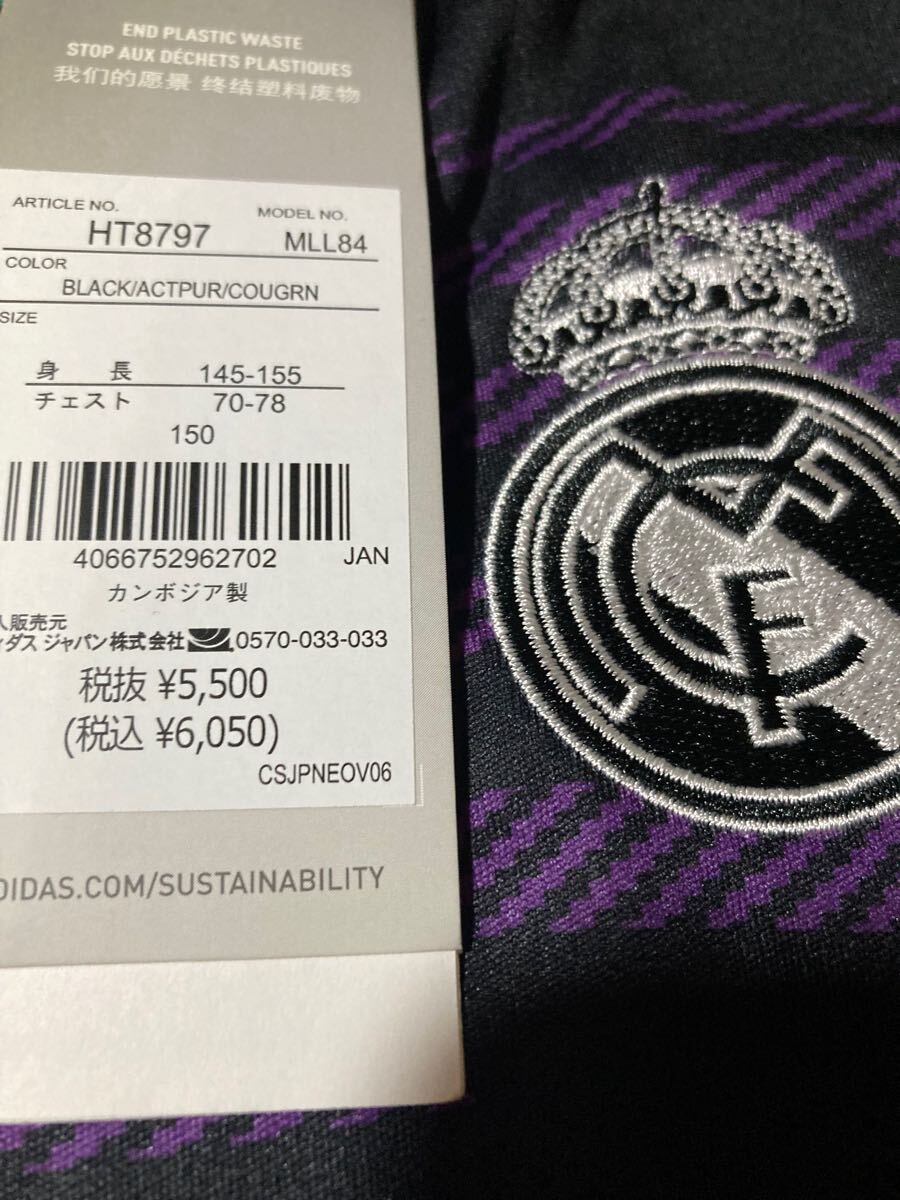 END PLASTIC WASTE
STOP AUX DÉCHETS PLASTIQUES
我们的愿景 终结塑料废物
ARTICLE NO.
MODEL NO.
HT8797
MLL84
COLOR
BLACK/ACTPUR/COUGRN
SIZE
身 長 145-155
チェスト 70-78
150
4066752962702 JAN
カンボジア製
販売元
ダス ジャパン株式会社 0570-033-033
税抜 ¥5,500
(税込 ¥6,050)
CSJPNEOV06
DIDAS.COM/SUSTAINABILITY